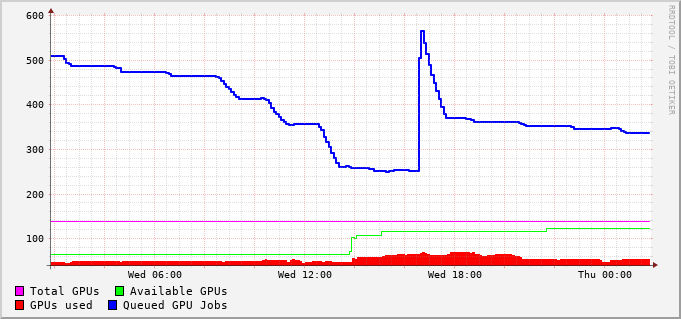 600
500
400
300
200
100
Wed 06:00 Wed 12:00 Wed 18:00 Thu 00:00
Total GPUs Available GPUs
GPUs used Queued GPU Jobs
RRDTOOL / TOBI OETIKER